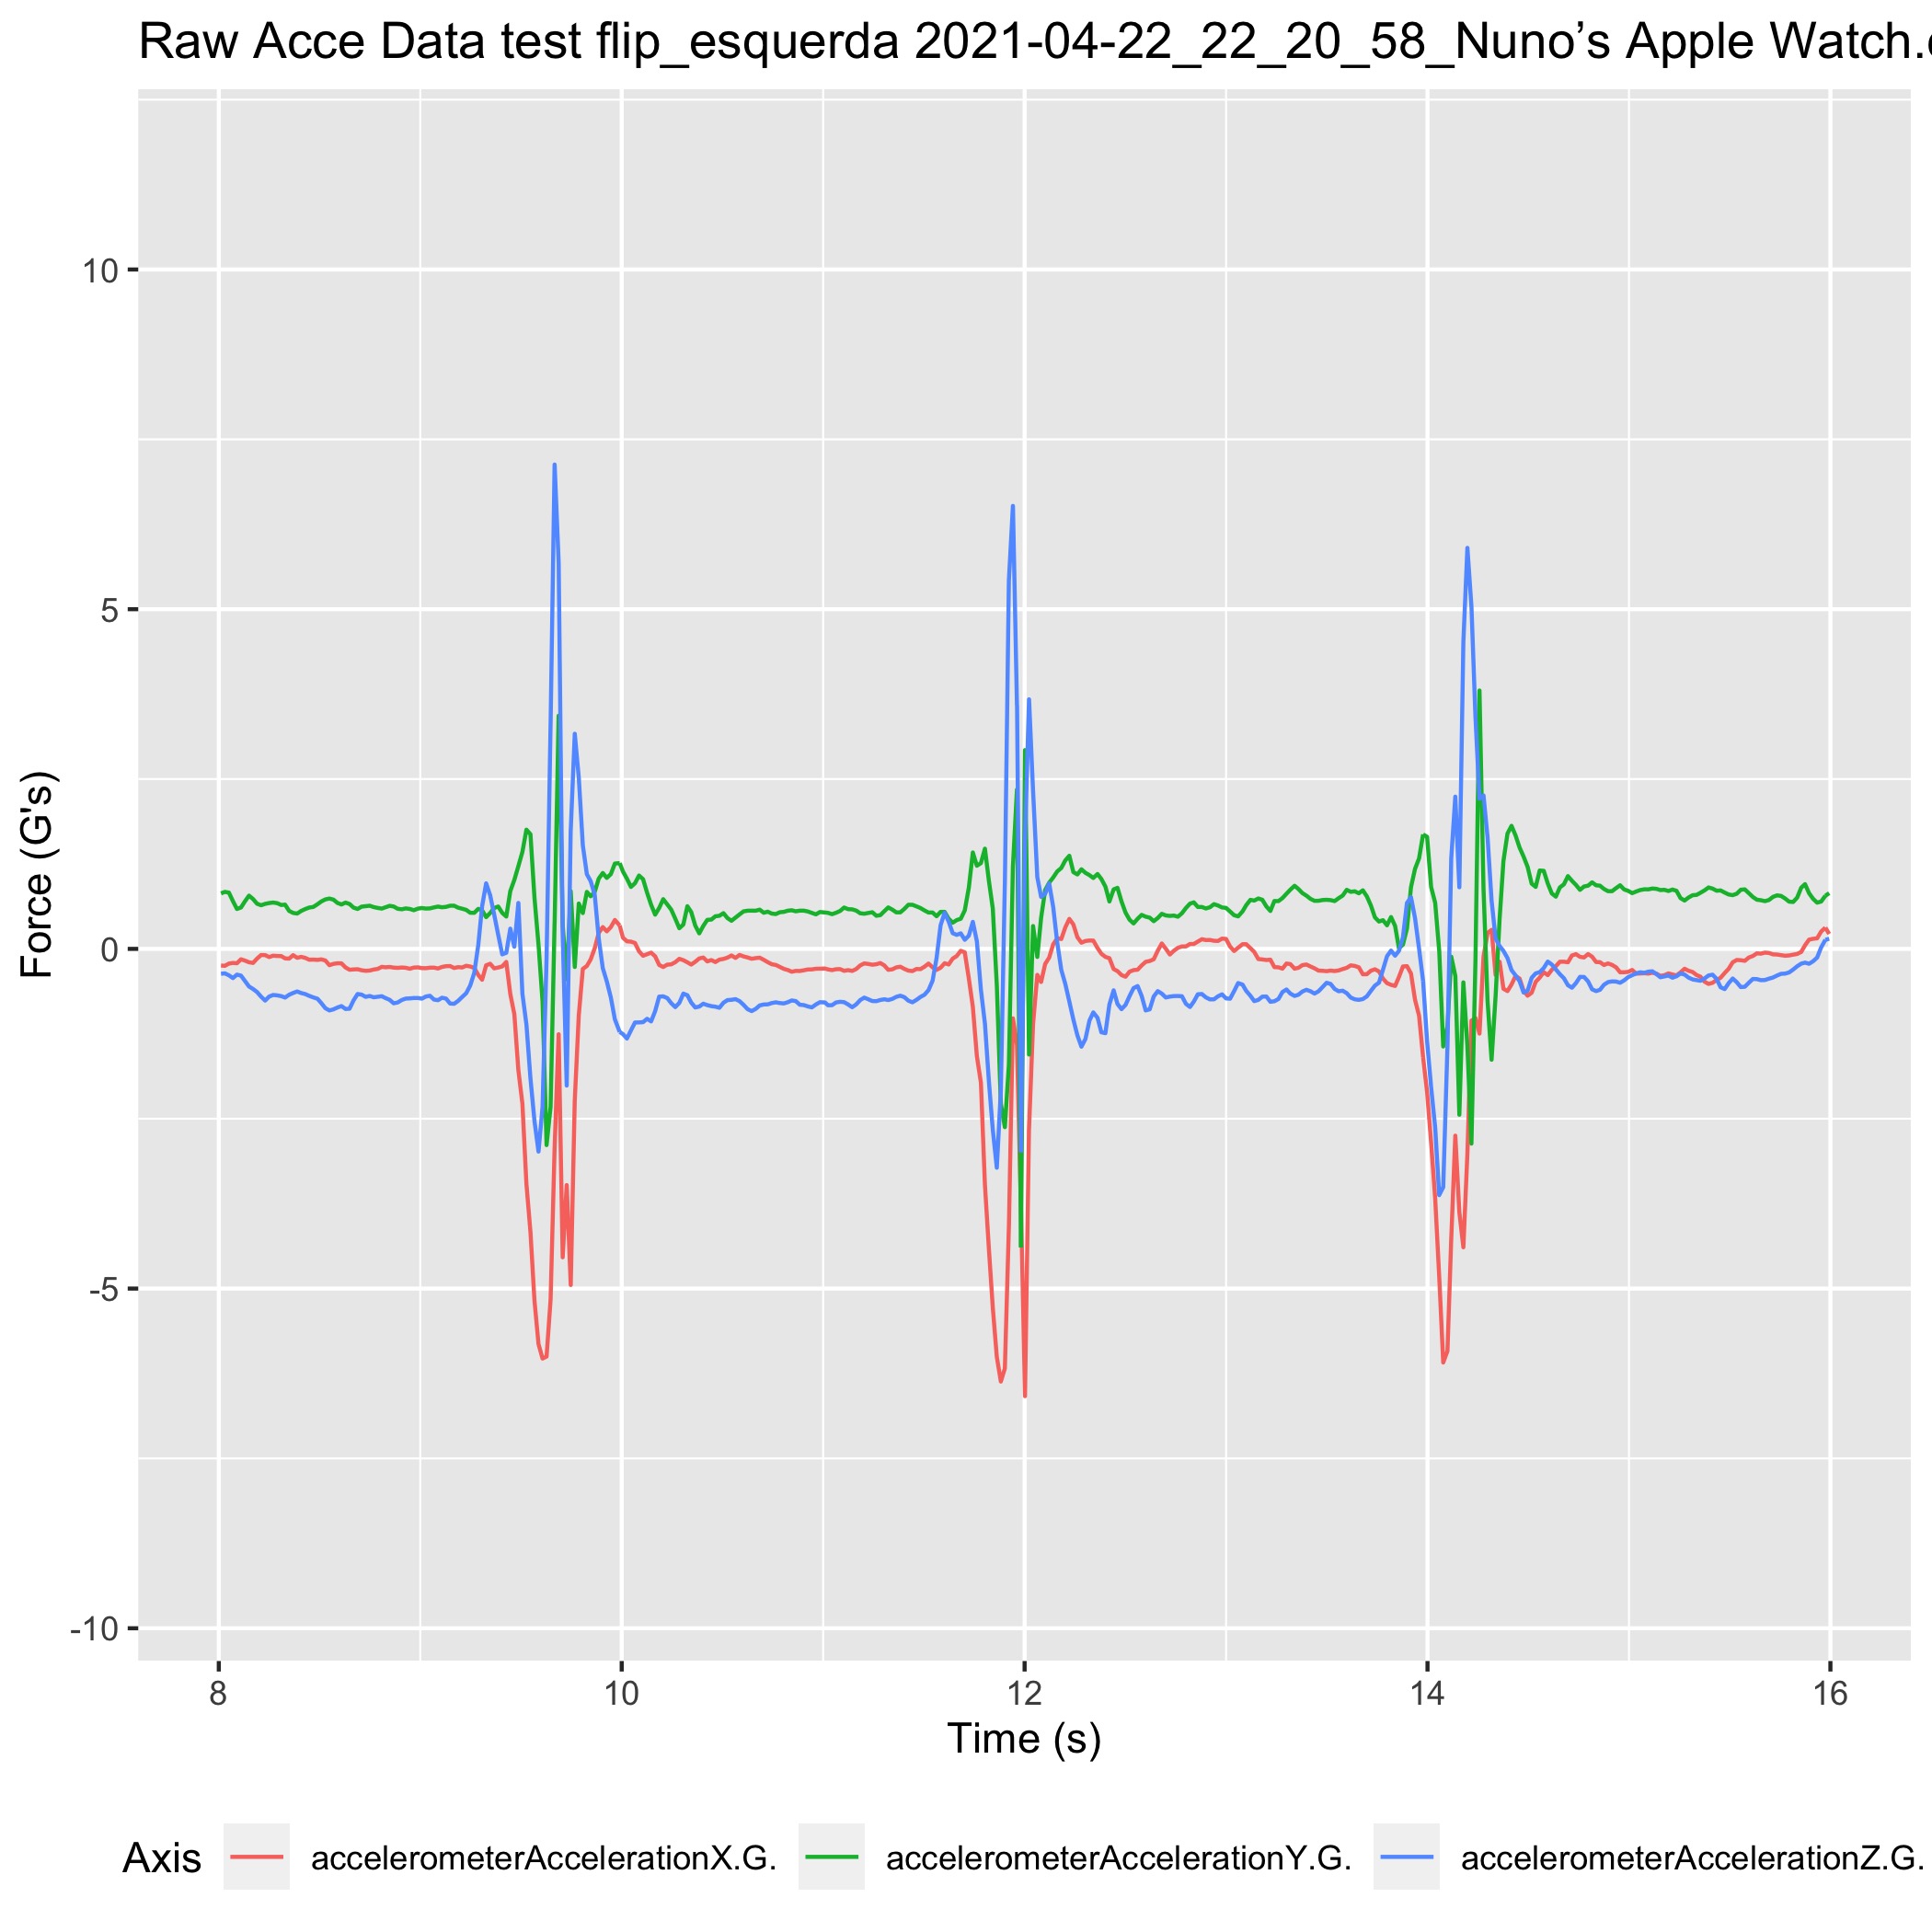 Raw Acce Data test flip_esquerda 2021-04-22_22_20_58_Nuno’s Apple Watch.
10
5
0
-5
-10
Force (G's)
8 10 12 14 16
Time (s)
Axis accelerometerAccelerationX.G. accelerometerAccelerationY.G. accelerometerAccelerationZ.G.